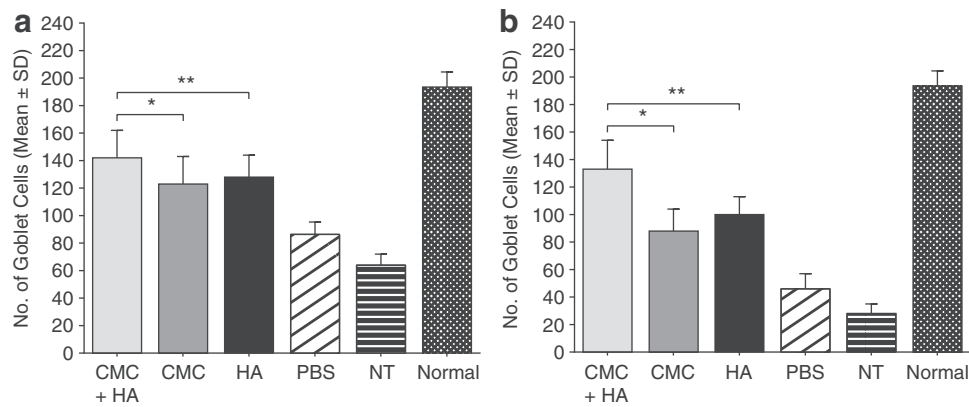 a
No. of Goblet Cells (Mean ± SD)
240
220
200
180
160
140
120
100
80
60
40
20
0
**
*
CMC + HA
CMC
HA
PBS
NT
Normal
b
No. of Goblet Cells (Mean ± SD)
240
220
200
180
160
140
120
100
80
60
40
20
0
**
*
CMC + HA
CMC
HA
PBS
NT
Normal